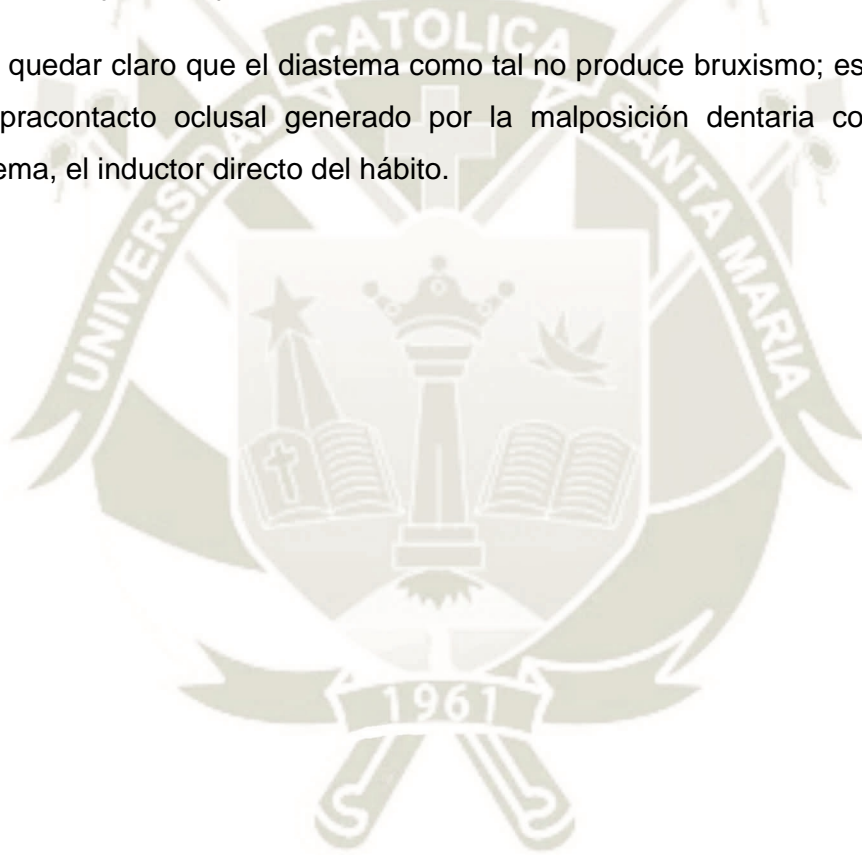 quedar claro que el diastema como tal no produce bruxismo; es
pracontacto oclusal generado por la malposición dentaria co
ema, el inductor directo del hábito.
UNIVERSIDAD CATOLICA SANTA MARIA
1961